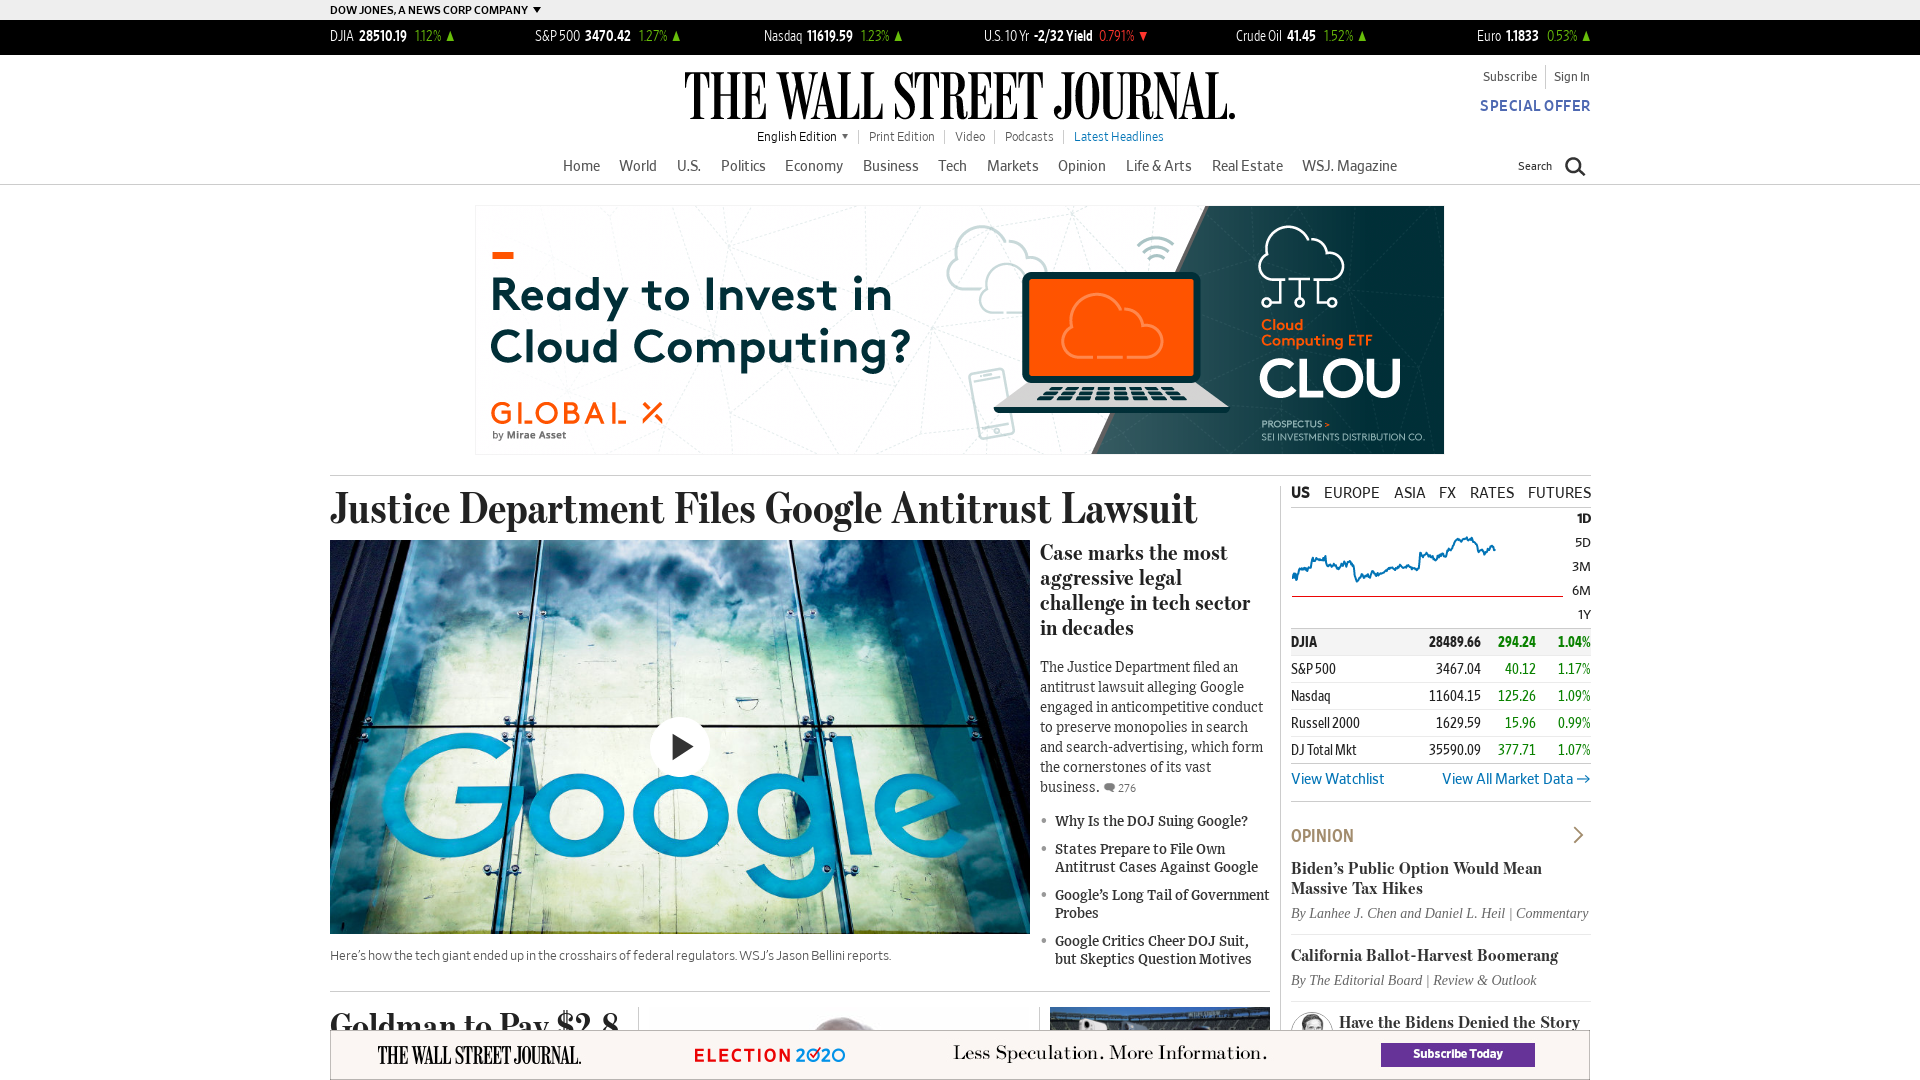 DOW JONES, A NEWS CORP COMPANY
DJIA 28510.19 1.12%
S&P 500 3470.42 1.27%
Nasdaq 11619.59 1.23%
U.S. 10 Yr -2/32 Yield 0.791%
Crude Oil 41.45 1.52%
Euro 1.1833 0.53%
THE WALL STREET JOURNAL.
Subscribe
Sign In
SPECIAL OFFER
English Edition
Print Edition
Video
Podcasts
Latest Headlines
Home World U.S. Politics Economy Business Tech Markets Opinion Life & Arts Real Estate WSJ. Magazine
Search
Ready to Invest in
Cloud Computing?
GLOBAL X
by Mirae Asset
Cloud
Computing ETF
CLOU
PROSPECTUS >
SEI INVESTMENTS DISTRIBUTION CO.
Justice Department Files Google Antitrust Lawsuit
Google
Here’s how the tech giant ended up in the crosshairs of federal regulators. WSJ’s Jason Bellini reports.
Case marks the most
aggressive legal
challenge in tech sector
in decades
The Justice Department filed an
antitrust lawsuit alleging Google
engaged in anticompetitive conduct
to preserve monopolies in search
and search-advertising, which form
the cornerstones of its vast
business. 276
• Why Is the DOJ Suing Google?
• States Prepare to File Own
Antitrust Cases Against Google
• Google’s Long Tail of Government
Probes
• Google Critics Cheer DOJ Suit,
but Skeptics Question Motives
US EUROPE ASIA FX RATES FUTURES
1D
5D
3M
6M
1Y
DJIA 28489.66 294.24 1.04%
S&P 500 3467.04 40.12 1.17%
Nasdaq 11604.15 125.26 1.09%
Russell 2000 1629.59 15.96 0.99%
DJ Total Mkt 35590.09 377.71 1.07%
View Watchlist
View All Market Data
OPINION
Biden’s Public Option Would Mean
Massive Tax Hikes
By Lanhee J. Chen and Daniel L. Heil | Commentary
California Ballot-Harvest Boomerang
By The Editorial Board | Review & Outlook
Have the Bidens Denied the Story
Goldman to Pay $2.8
THE WALL STREET JOURNAL.
ELECTION 2020
Less Speculation. More Information.
Subscribe Today